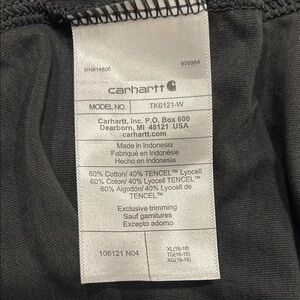 RN#14806 909984
carhartt
MODEL NO. TK6121-W
Carhartt, Inc. P.O. Box 600
Dearborn, MI 48121 USA
carhartt.com
Made in Indonesia
Fabriqué en Indonésie
Hecho en Indonesia
60% Cotton/ 40% TENCEL™ Lyocell
60% Coton/ 40% Lyocell TENCEL™
60% Algodón/ 40% Lyocell de
TENCEL™
Exclusive trimming
Sauf garnitures
Excepto adorno
106121 N04
XL(16-18)
TG(16-18)
XG(16-18)